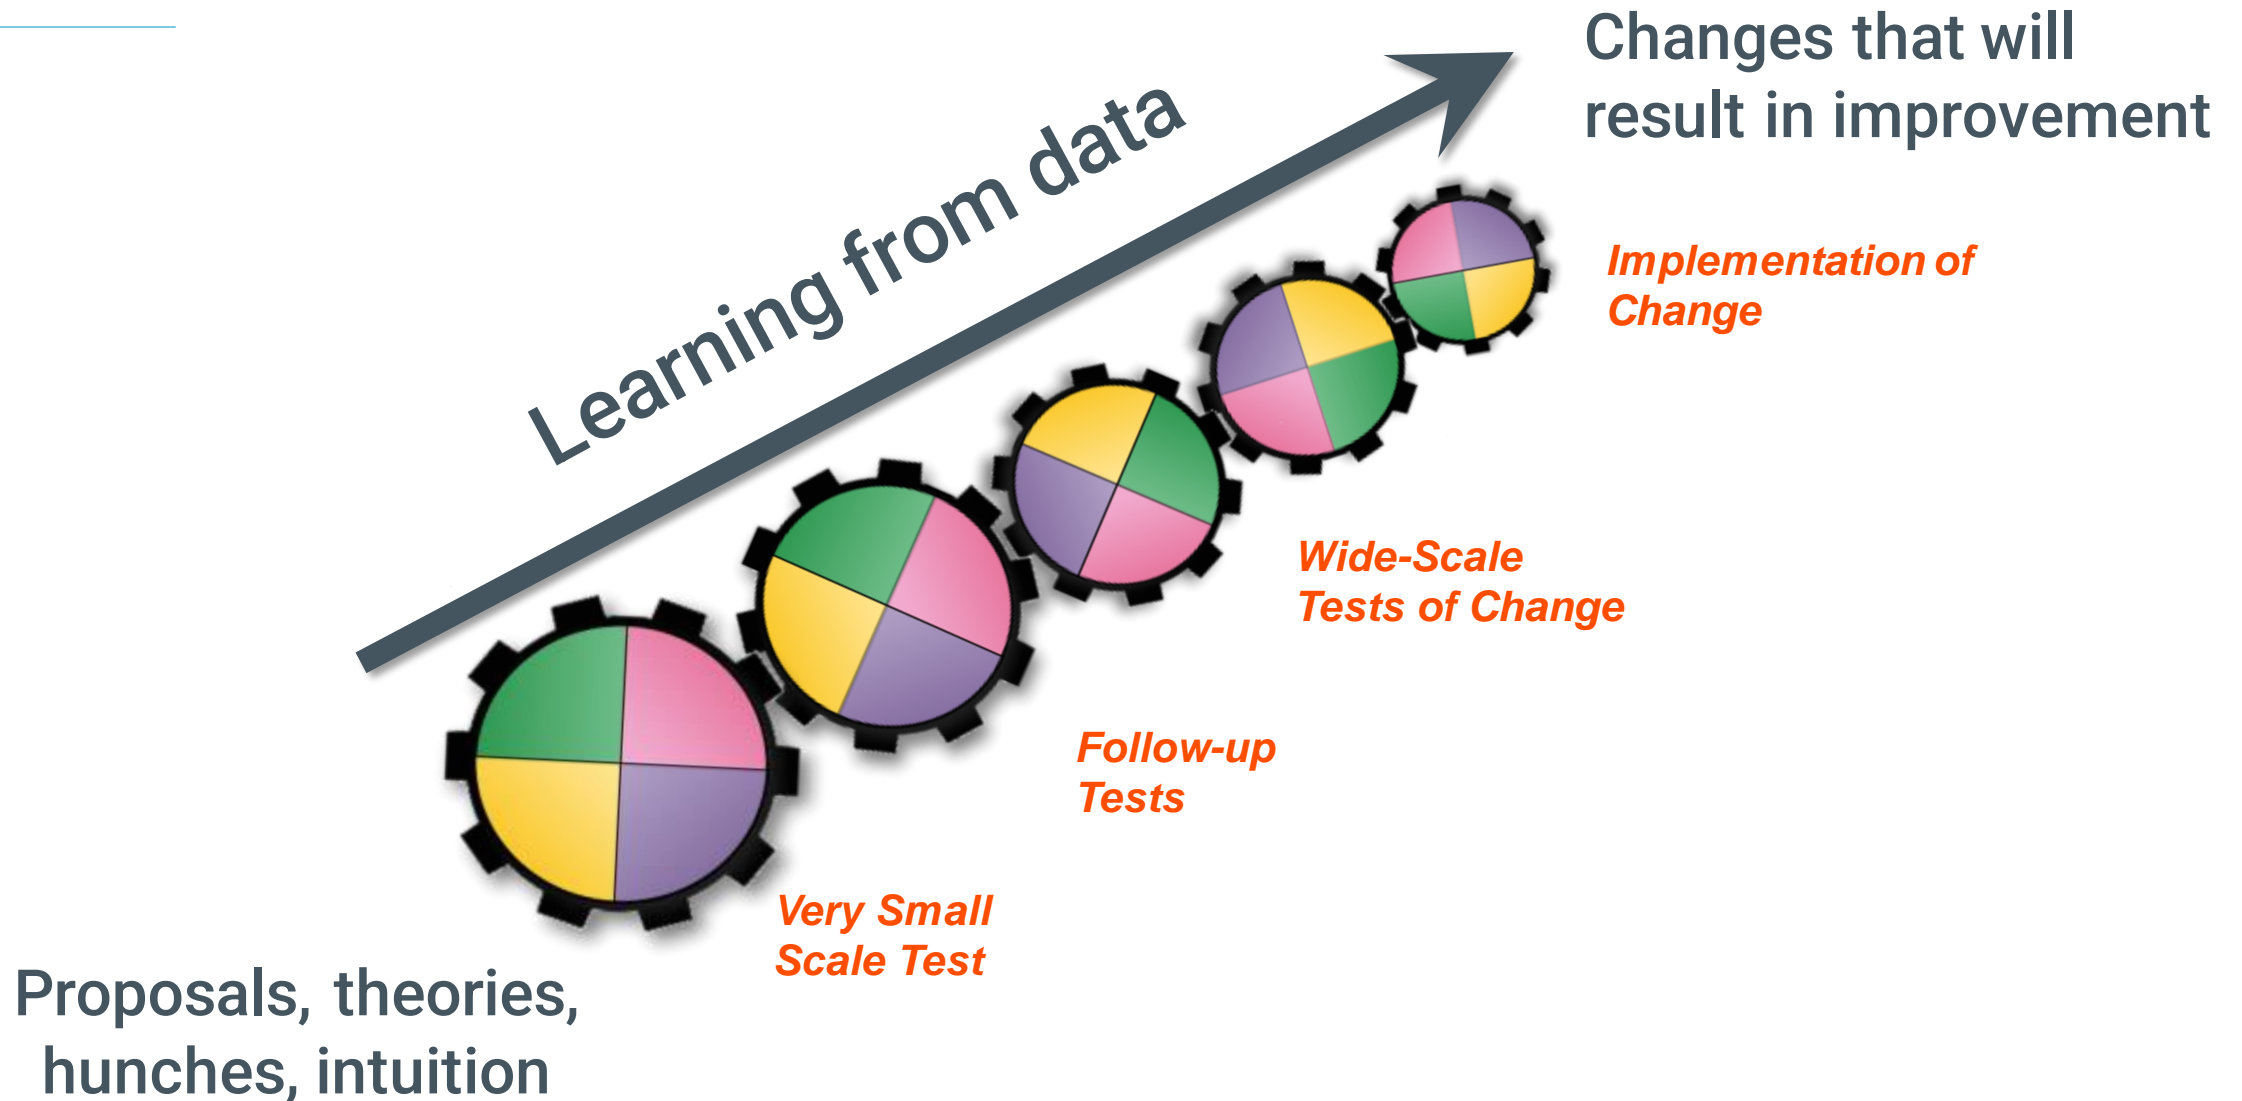 Changes that will
result in improvement
Learning from data
Implementation of
Change
Wide-Scale
Tests of Change
Follow-up
Tests
Very Small
Scale Test
Proposals, theories,
hunches, intuition